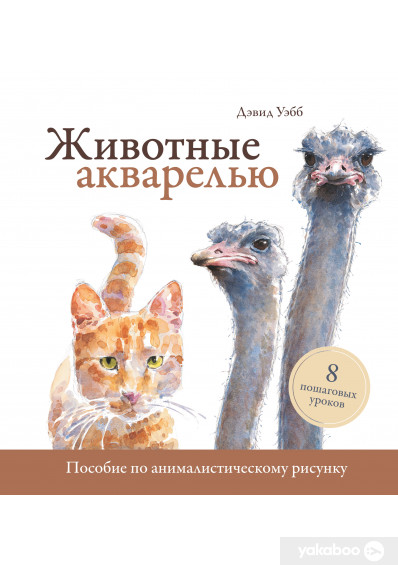 Дэвид Уэбб
Животные
акварелью
8
пошаговых
уроков
Пособие по анималистическому рисунку
yakaboo